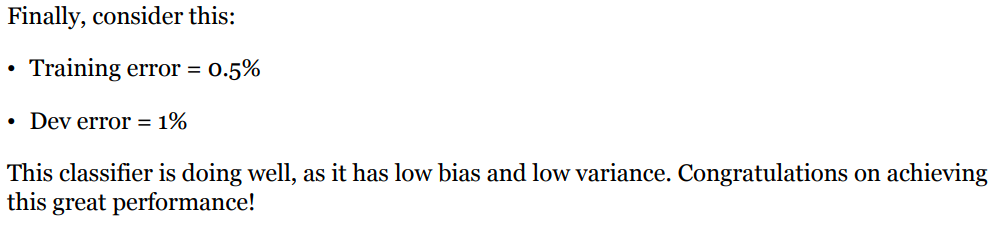 Finally, consider this:
• Training error = 0.5%
• Dev error = 1%
This classifier is doing well, as it has low bias and low variance. Congratulations on achieving
this great performance!